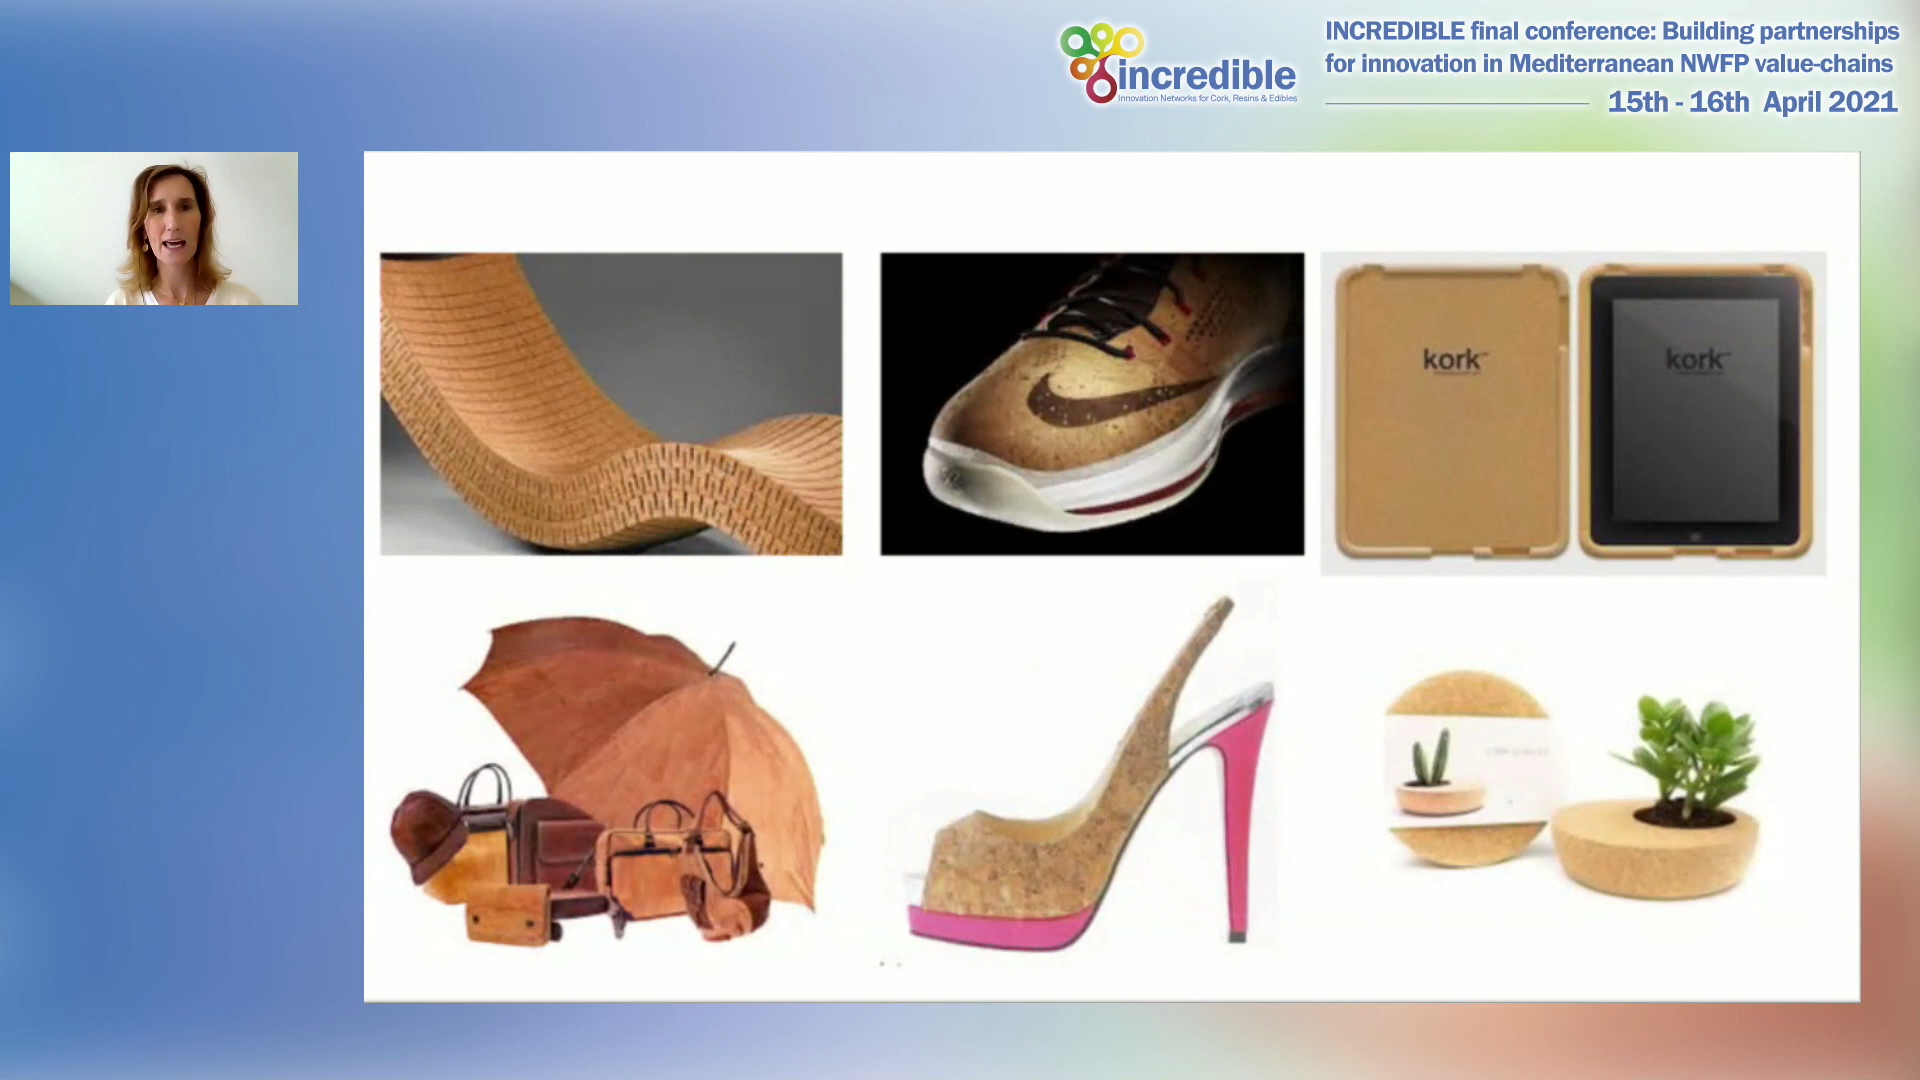 incredible
Innovation Networks for Cork, Resins & Edibles
INCREDIBLE final conference: Building partnerships
for innovation in Mediterranean NWFP value-chains
15th - 16th April 2021
kork
kork